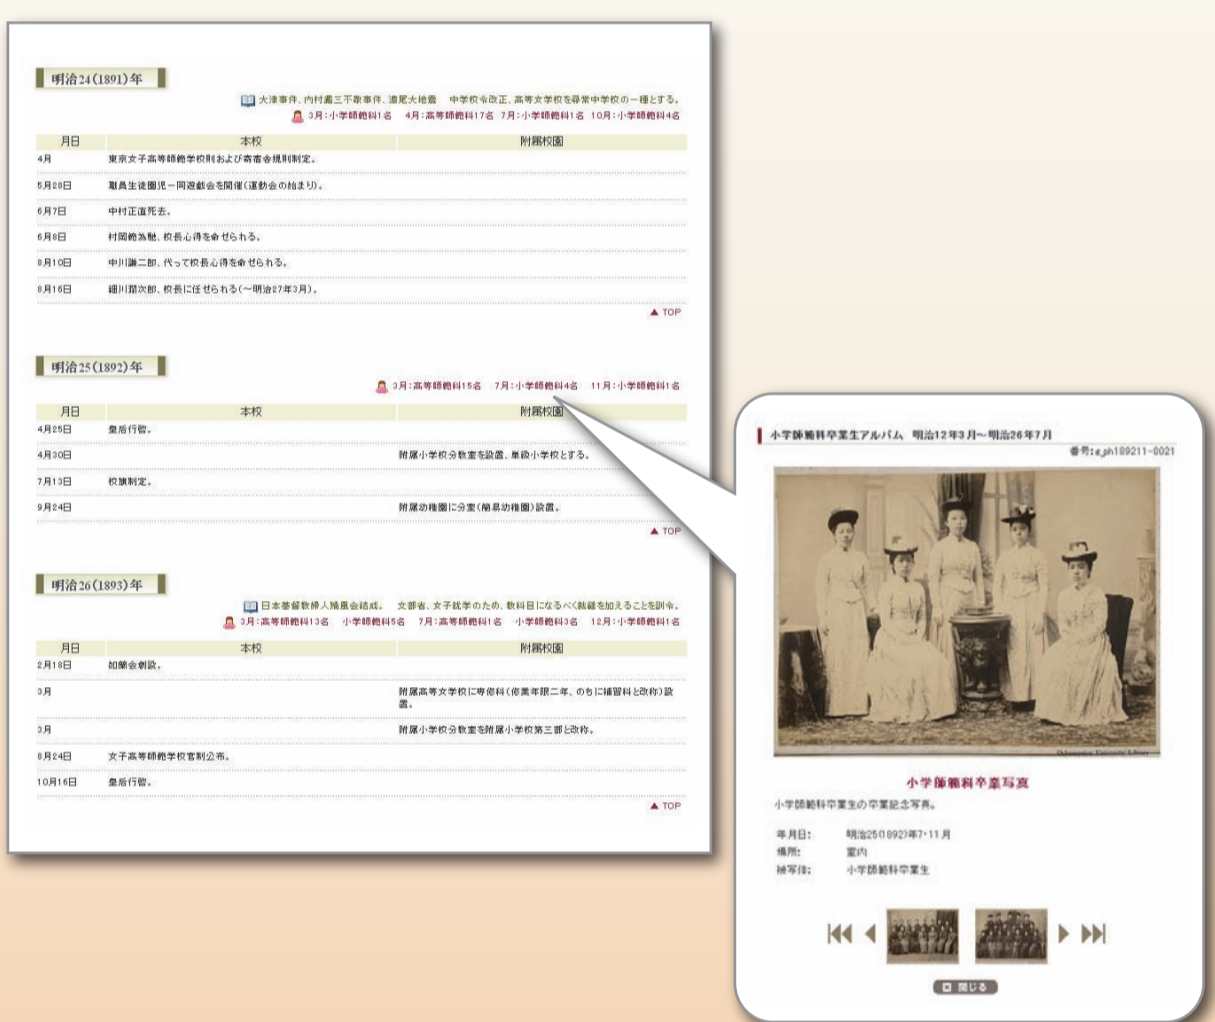 明治24(1891)年
大津事件、内村鑑三不敬事件、濃尾大地震　中学校令改正、高等女学校を尋常中学校の一種とする。
3月:小学師範科1名　4月:高等師範科17名　7月:小学師範科1名　10月:小学師範科4名
月日　本校　附属校園
4月　東京女子高等師範学校規則および寄宿舎規則制定。
5月28日　職員生徒園児一同遊戯会を開催(運動会の始まり)。
6月7日　中村正直死去。
6月8日　村岡範為馳、校長心得を命ぜられる。
8月10日　中川謙二郎、代って校長心得を命ぜられる。
8月16日　細川潤次郎、校長に任ぜられる(～明治27年3月)。
▲ TOP
明治25(1892)年
3月:高等師範科15名　7月:小学師範科4名　11月:小学師範科1名
月日　本校　附属校園
4月25日　皇后行啓。
4月30日　附属小学校分教室を設置、単級小学校とする。
7月13日　校旗制定。
9月24日　附属幼稚園に分室(簡易幼稚園)設置。
▲ TOP
明治26(1893)年
日本基督教婦人矯風会結成。　文部省、女子就学のため、教科目になるべく裁縫を加えることを訓令。
3月:高等師範科13名　小学師範科5名　7月:高等師範科1名　小学師範科3名　12月:小学師範科1名
月日　本校　附属校園
2月18日　如蘭会創設。
3月　附属高等女学校に専修科(修業年限二年、のちに補習科と改称)設
置。
3月　附属小学校分教室を附属小学校第三部と改称。
8月24日　女子高等師範学校官制公布。
10月16日　皇后行啓。
▲ TOP
小学師範科卒業生アルバム　明治12年3月～明治26年7月
番号:e_ph189211-0021
Ochanomizu University Library
小学師範科卒業写真
小学師範科卒業生の卒業記念写真。
年月日:　明治25(1892)年7・11月
場所:　室内
被写体:　小学師範科卒業生
閉じる